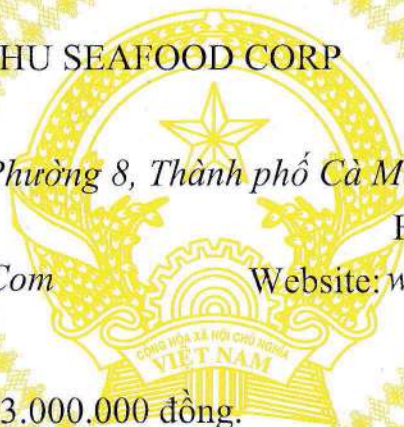 HU SEAFOOD CORP
Phường 8, Thành phố Cà M
Com Website: w
CỘNG HÒA XÃ HỘI CHỦ NGHĨA
VIỆT NAM
3.000.000 đồng.